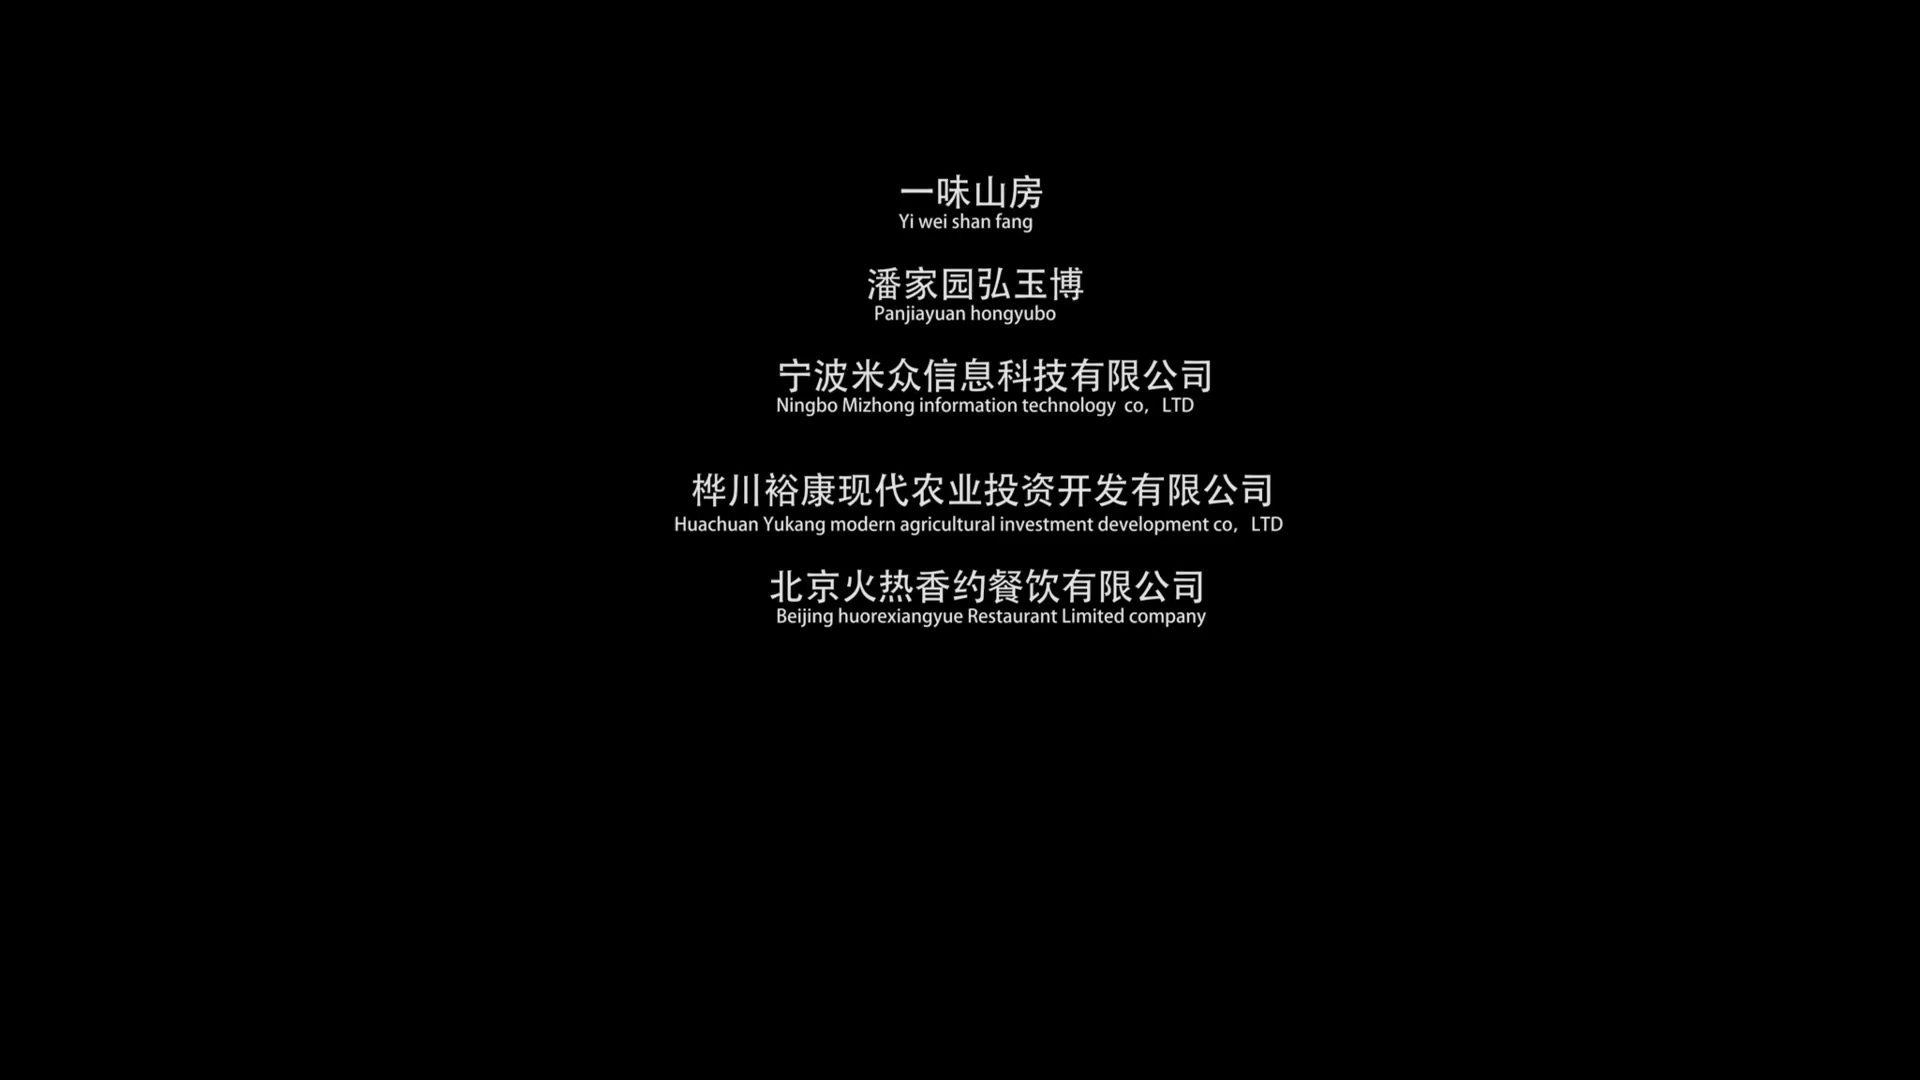 一味山房
Yi wei shan fang
潘家园弘玉博
Panjiayuan hongyubo
宁波米众信息科技有限公司
Ningbo Mizhong information technology  co，LTD
桦川裕康现代农业投资开发有限公司
Huachuan Yukang modern agricultural investment development co，LTD
北京火热香约餐饮有限公司
Beijing huorexiangyue Restaurant Limited company